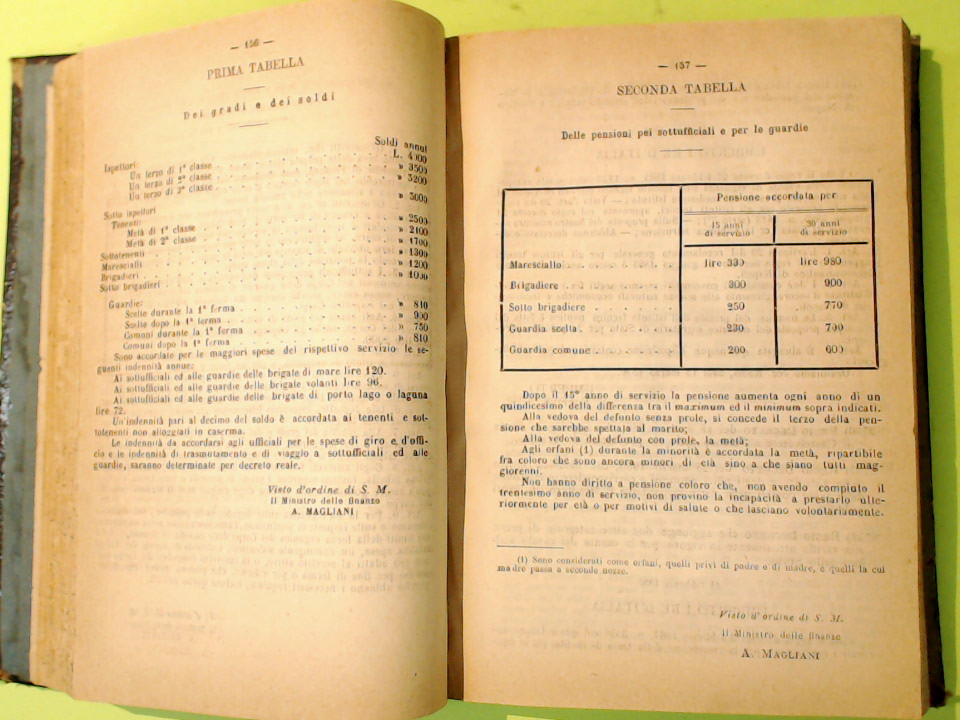 — 156 —
PRIMA TABELLA
Dei gradi e dei soldi
Soldi annui
Ispettori: L. 4000
Un terzo di 1ª classe » 3500
Un terzo di 2ª classe » 3200
Un terzo di 3ª classe » 3000
Sotto ispettori
Tenenti: » 2500
Metà di 1ª classe » 2100
Metà di 2ª classe » 1700
Sottotenenti » 1300
Marescialli » 1200
Brigadieri » 1000
Sotto brigadieri
Guardie: » 810
Scelte durante la 1ª ferma » 900
Scelte dopo la 1ª ferma » 750
Comuni durante la 1ª ferma » 810
Comuni dopo la 1ª ferma
Sono accordate per le maggiori spese dei rispettivo servizio le se-
guenti indennità annue:
Ai sottufficiali ed alle guardie delle brigate di mare lire 120.
Ai sottufficiali ed alle guardie delle brigate volanti lire 96.
Ai sottufficiali ed alle guardie delle brigate di porto lago o laguna
lire 72.
Un'indennità pari al decimo del soldo è accordata ai tenenti e sot-
totenenti non alloggiati in caserma.
Le indennità da accordarsi agli ufficiali per le spese di giro e d'uffi-
cio e le indennità di trasmutamento e di viaggio a sottufficiali ed alle
guardie, saranno determinate per decreto reale.
Visto d'ordine di S. M.
Il Ministro delle finanze
A. MAGLIANI
— 157 —
SECONDA TABELLA
Delle pensioni pei sottufficiali e per le guardie
Pensione accordata per
15 anni di servizio 30 anni di servizio
Maresciallo lire 330 lire 980
Brigadiere 300 900
Sotto brigadiere 250 770
Guardia scelta 230 700
Guardia comune 200 600
Dopo il 15º anno di servizio la pensione aumenta ogni anno di un
quindicesimo della differenza tra il maximum ed il minimum sopra indicati.
Alla vedova del defunto senza prole, si concede il terzo della pen-
sione che sarebbe spettata al marito;
Alla vedova del defunto con prole, la metà;
Agli orfani (1) durante la minorità è accordata la metà, ripartibile
fra coloro che sono ancora minori di età sino a che siano tutti mag-
giorenni.
Non hanno diritto a pensione coloro che, non avendo compiuto il
trentesimo anno di servizio, non provino la incapacità a prestarlo ulte-
riormente per età o per motivi di salute o che lasciano volontariamente.
(1) Sono considerati come orfani, quelli privi di padre e di madre, e quelli la cui
madre passa a seconde nozze.
Visto d'ordine di S. M.
Il Ministro delle finanze
A. MAGLIANI